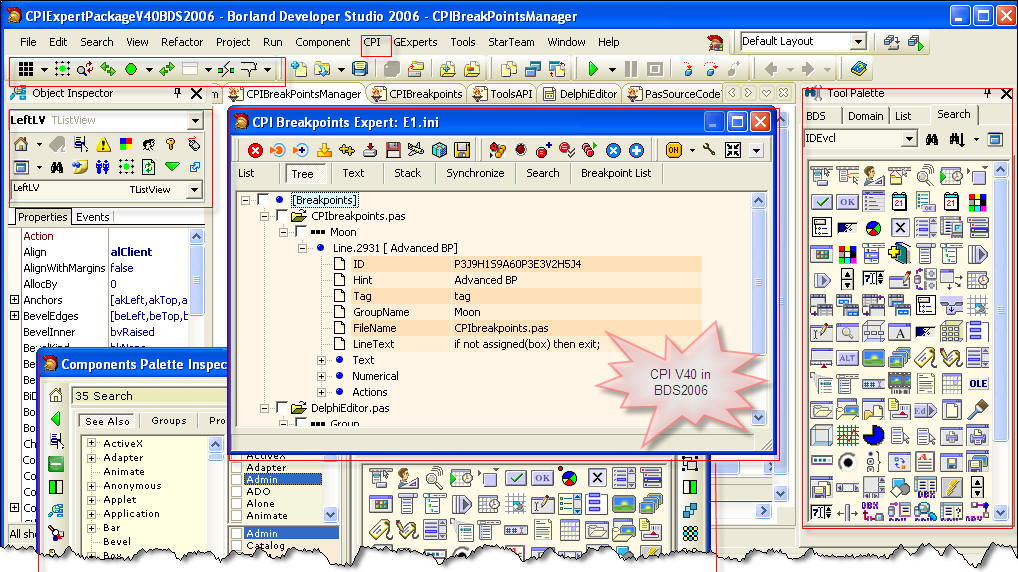 CPIExpertPackageV40BDS2006 - Borland Developer Studio 2006 - CPIBreakPointsManager
File Edit Search View Refactor Project Run Component CPI GExperts Tools StarTeam Window Help
Default Layout
Object Inspector
CPIBreakPointsManager CPIBreakpoints ToolsAPI DelphiEditor PasSourceCode
Tool Palette
LeftLV TListView
BDS Domain List Search
IDEvcl
LeftLV TListView
Properties Events
Action
Align alClient
AlignWithMargins false
AllocBy 0
Anchors [akLeft,akTop,a
BevelEdges [beLeft,beTop,b
BevelInner bvRaised
CPI Breakpoints Expert: E1.ini
ON
List Tree Text Stack Synchronize Search Breakpoint List
[Breakpoints]
CPIbreakpoints.pas
Moon
Line.2931 [ Advanced BP]
ID P3J9H1S9A60P3E3V2H5J4
Hint Advanced BP
Tag tag
GroupName Moon
FileName CPIbreakpoints.pas
LineText if not assigned(box) then exit;
Text
Numerical
Actions
DelphiEditor.pas
Group
CPI V40 in
BDS2006
Components Palette Inspec
35 Search
See Also Groups Pro
ActiveX
Adapter
Animate
Anonymous
Applet
Application
Bar
Bevel
Box
All sh
ActiveX
Adapter
Admin
ADO
Alone
Animate
Admin
Catalog
OK
OK
ALT
OLE
Ed
DBX
DBX